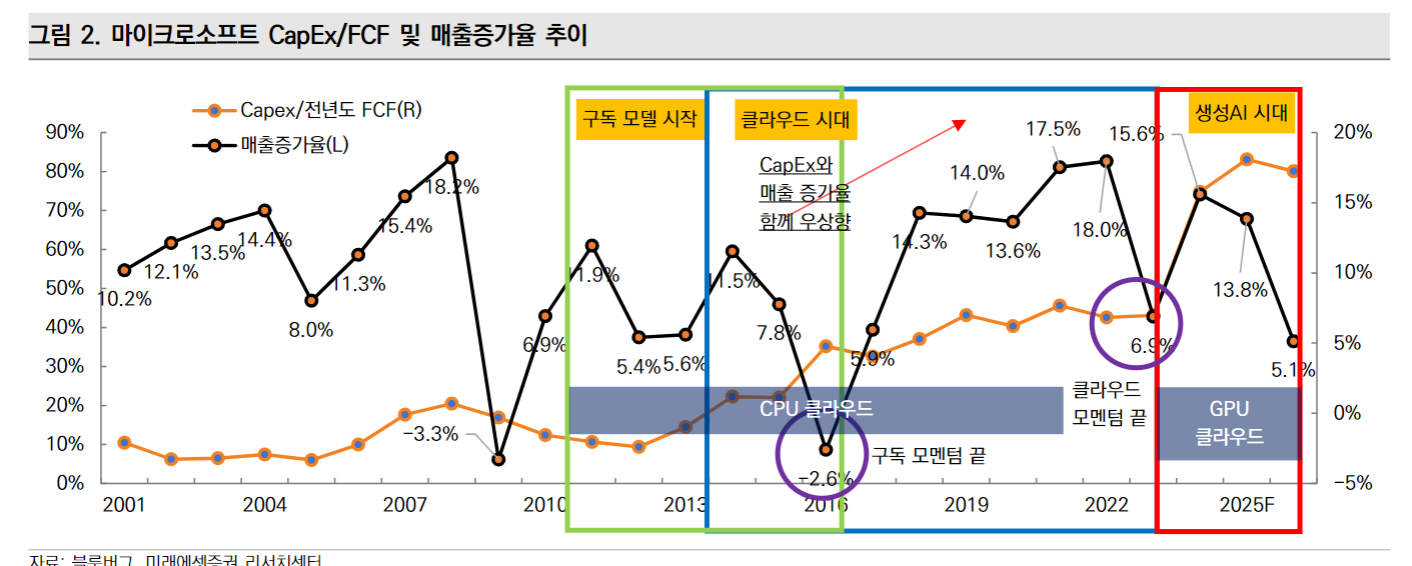 그림 2. 마이크로소프트 CapEx/FCF 및 매출증가율 추이
Capex/전년도 FCF(R)
매출증가율(L)
구독 모델 시작
클라우드 시대
생성AI 시대
CapEx와
매출 증가율
함께 우상향
90%
80%
70%
60%
50%
40%
30%
20%
10%
0%
20%
15%
10%
5%
0%
-5%
10.2%
12.1%
13.5%
14.4%
8.0%
11.3%
15.4%
18.2%
-3.3%
6.9%
11.9%
5.4%
5.6%
11.5%
7.8%
-2.6%
5.9%
14.3%
14.0%
13.6%
17.5%
18.0%
6.9%
15.6%
13.8%
5.1%
CPU 클라우드
클라우드
모멘텀 끝
GPU
클라우드
구독 모멘텀 끝
2001
2004
2007
2010
2013
2016
2019
2022
2025F
자료: 블룸버그, 미래에셋증권 리서치센터